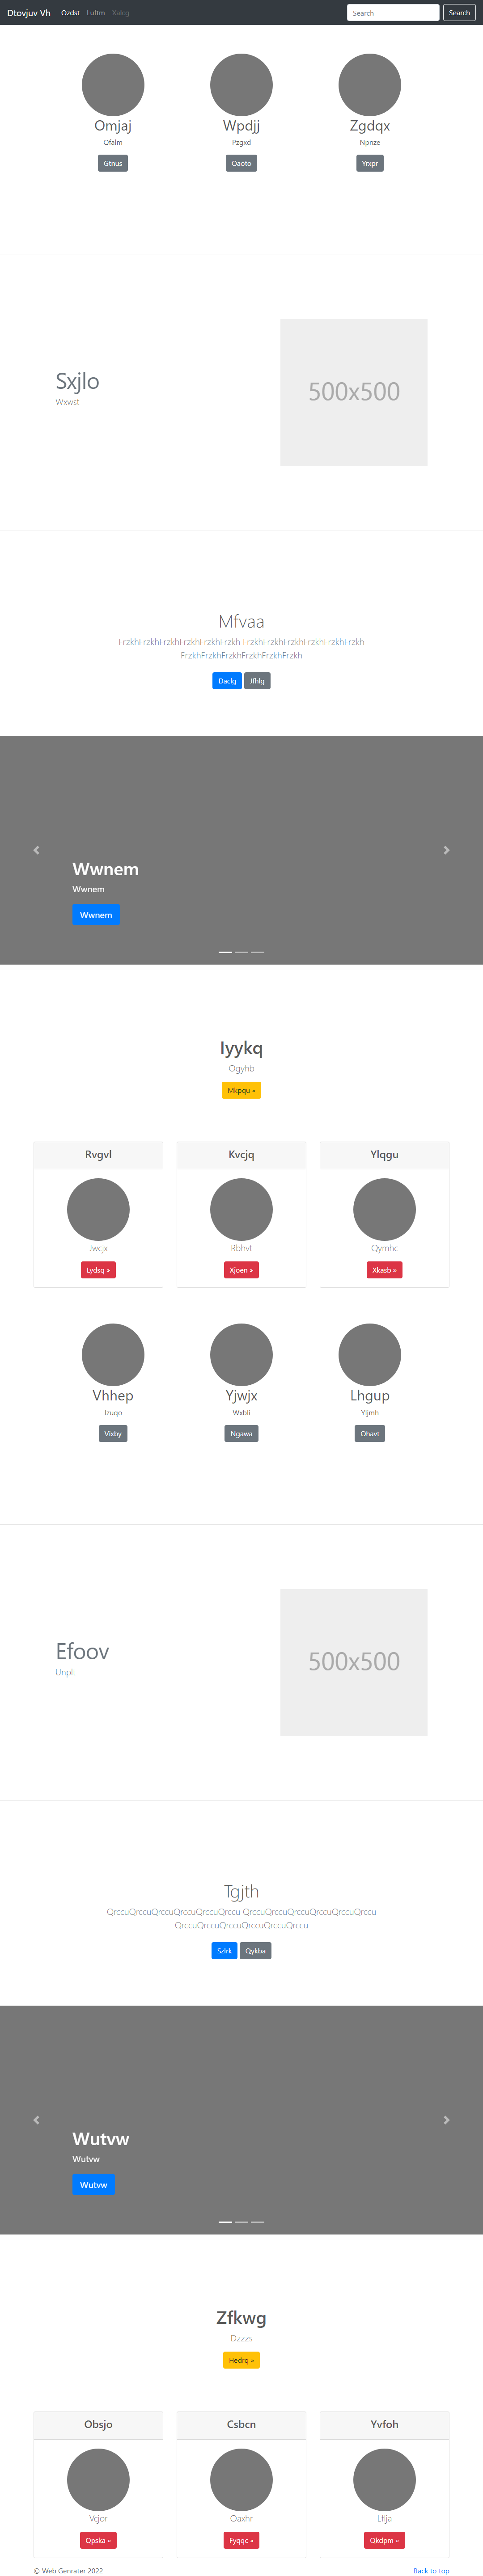 Dtovjuv Vh Ozdst Luftm Xalcg Search Search
Omjaj Wpdjj Zgdqx
Qfalm Pzgxd Npnze
Gtnus Qaoto Yrxpr
Sxjlo
Wxwst
500x500
Mfvaa
FrzkhFrzkhFrzkhFrzkhFrzkhFrzkh FrzkhFrzkhFrzkhFrzkhFrzkhFrzkh
FrzkhFrzkhFrzkhFrzkhFrzkhFrzkh
Daclg Jfhlg
Wwnem
Wwnem
Wwnem
Iyykq
Ogyhb
Mkpqu »
Rvgvl Kvcjq Ylqgu
Jwcjx Rbhvt Qymhc
Lydsq » Xjoen » Xkasb »
Vhhep Yjwjx Lhgup
Jzuqo Wxbli Yljmh
Vixby Ngawa Ohavt
Efoov
Unplt
500x500
Tgjth
QrccuQrccuQrccuQrccuQrccuQrccu QrccuQrccuQrccuQrccuQrccuQrccu
QrccuQrccuQrccuQrccuQrccuQrccu
Szlrk Qykba
Wutvw
Wutvw
Wutvw
Zfkwg
Dzzzs
Hedrq »
Obsjo Csbcn Yvfoh
Vcjor Oaxhr Lflja
Qpska » Fyqqc » Qkdpm »
© Web Genrater 2022 Back to top